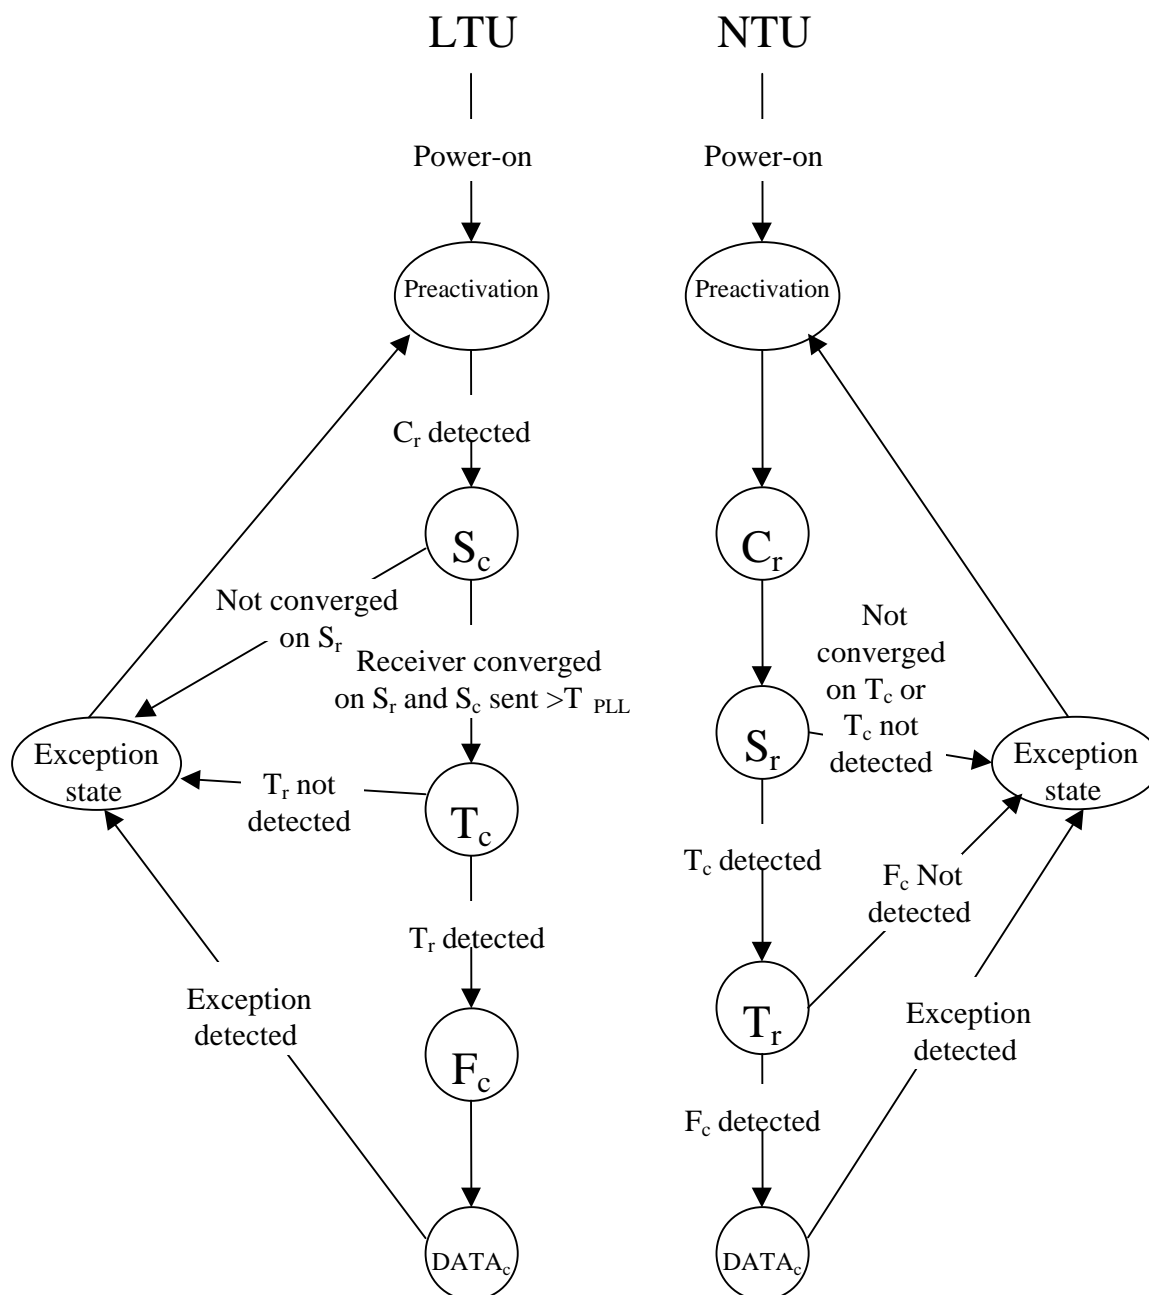 LTU
NTU
Power-on
Power-on
Preactivation
Preactivation
Cr detected
Sc
Cr
Not converged
on Sr
Not
converged
on Tc or
Tc not
detected
Receiver converged
on Sr and Sc sent >T PLL
Sr
Exception
state
Exception
state
Tr not
detected
Tc
Tc detected
Fc Not
detected
Tr detected
Exception
detected
Tr
Exception
detected
Fc
Fc detected
DATAc
DATAc